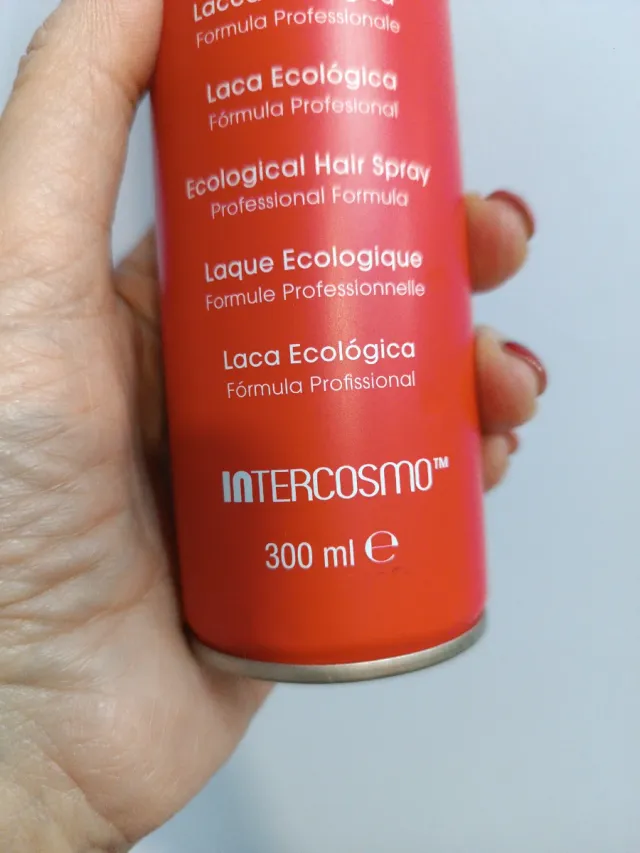 Formula Professionale
Laca Ecológica
Fórmula Profesional
Ecological Hair Spray
Professional Formula
Laque Ecologique
Formule Professionnelle
Laca Ecológica
Fórmula Profissional
INTERCOSMO™
300 ml ℮